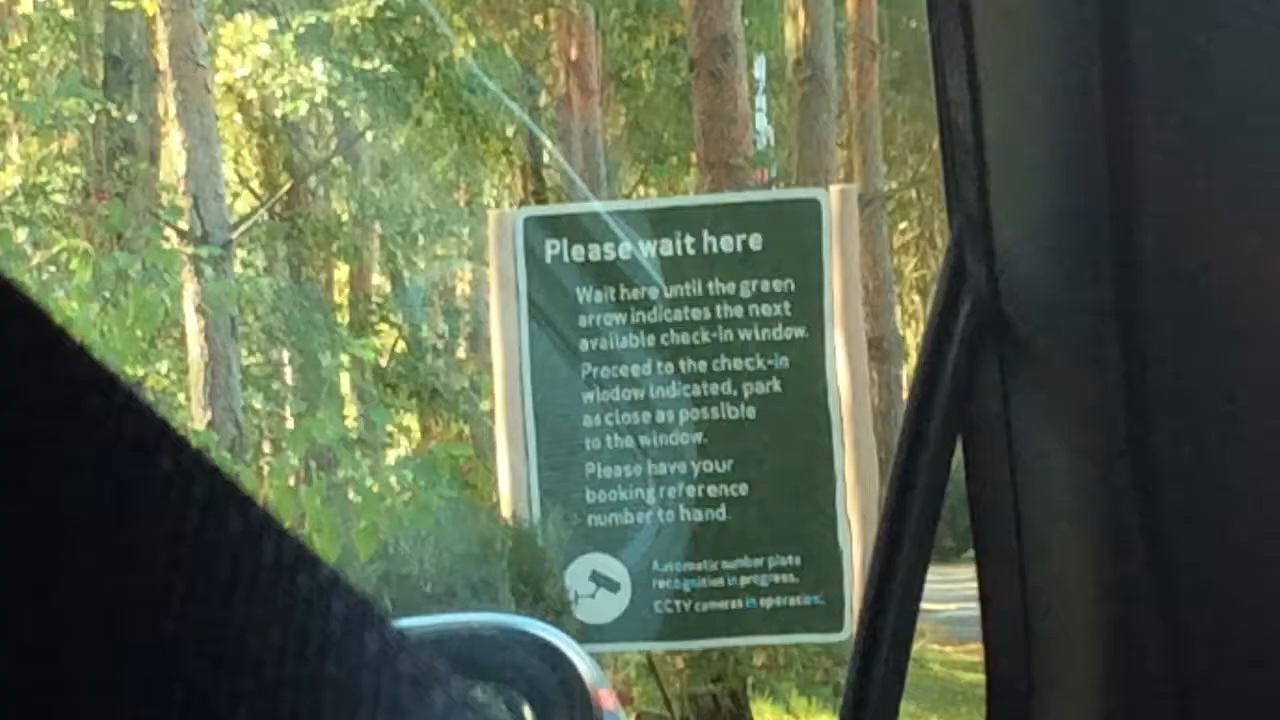 Please wait here
Wait here until the green
arrow indicates the next
available check-in window.
Proceed to the check-in
window indicated, park
as close as possible
to the window.
Please have your
booking reference
number to hand.
Automatic number plate
recognition in progress.
CCTV cameras in operation.